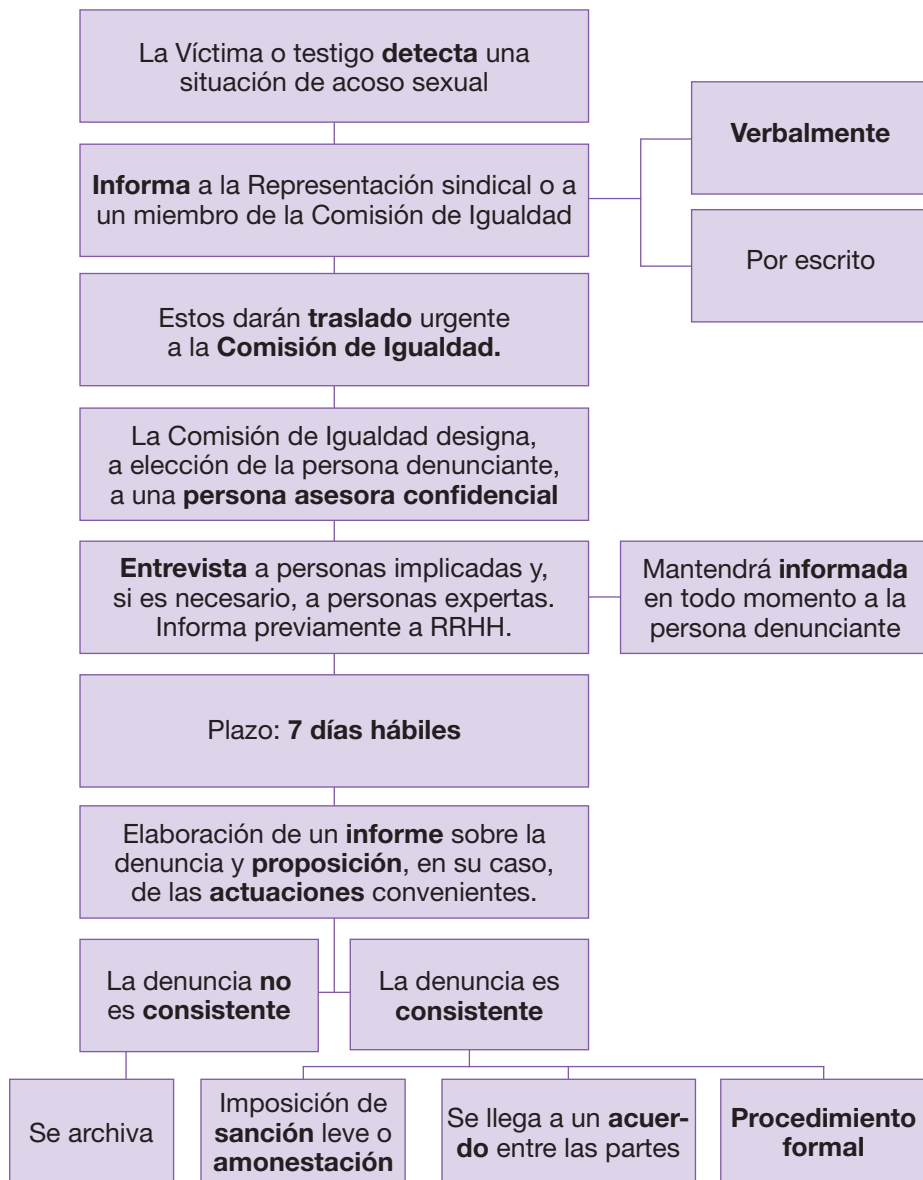 La Víctima o testigo detecta una
situación de acoso sexual
Informa a la Representación sindical o a
un miembro de la Comisión de Igualdad
Verbalmente
Por escrito
Estos darán traslado urgente
a la Comisión de Igualdad.
La Comisión de Igualdad designa,
a elección de la persona denunciante,
a una persona asesora confidencial
Entrevista a personas implicadas y,
si es necesario, a personas expertas.
Informa previamente a RRHH.
Mantendrá informada
en todo momento a la
persona denunciante
Plazo: 7 días hábiles
Elaboración de un informe sobre la
denuncia y proposición, en su caso,
de las actuaciones convenientes.
La denuncia no
es consistente
La denuncia es
consistente
Se archiva
Imposición de
sanción leve o
amonestación
Se llega a un acuer-
do entre las partes
Procedimiento
formal